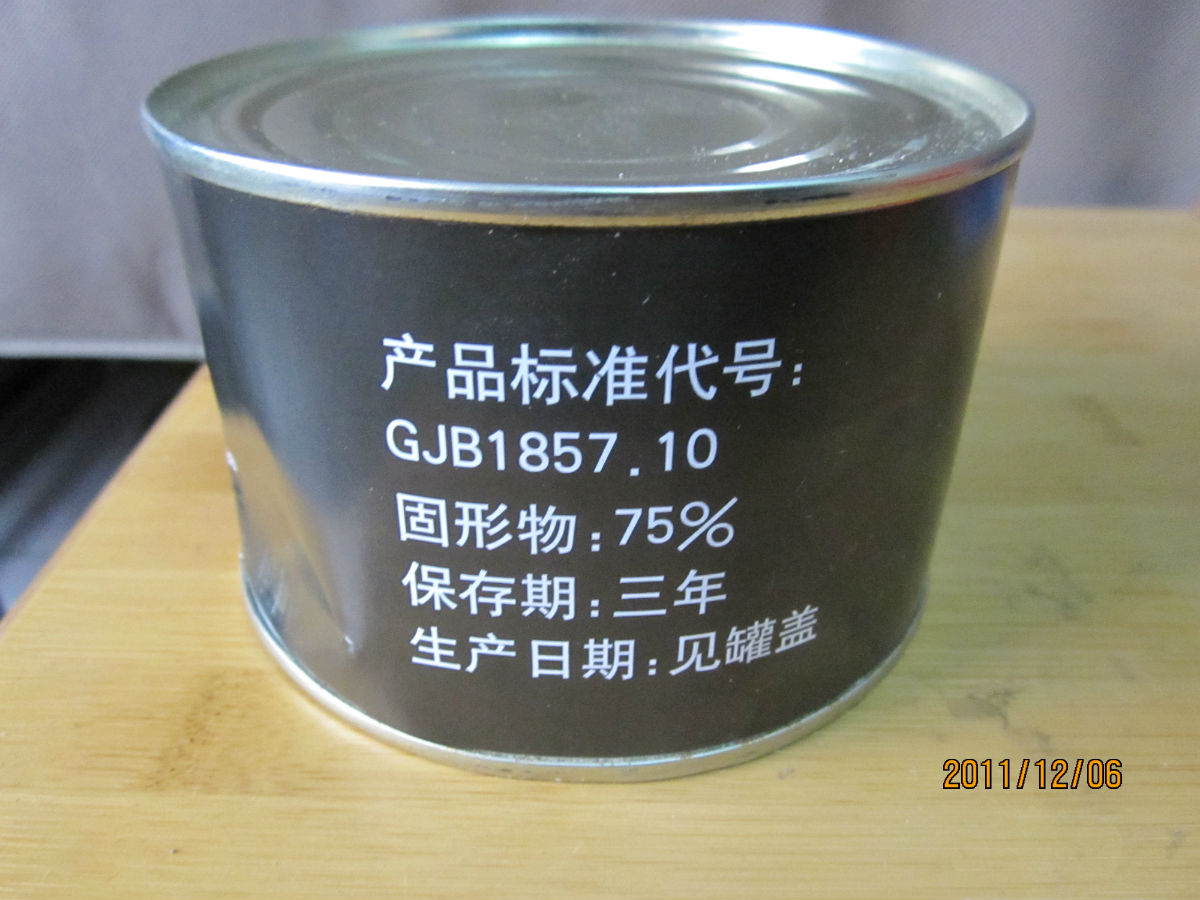 产品标准代号:
GJB1857.10
固形物:75%
保存期:三年
生产日期:见罐盖
2011/12/06